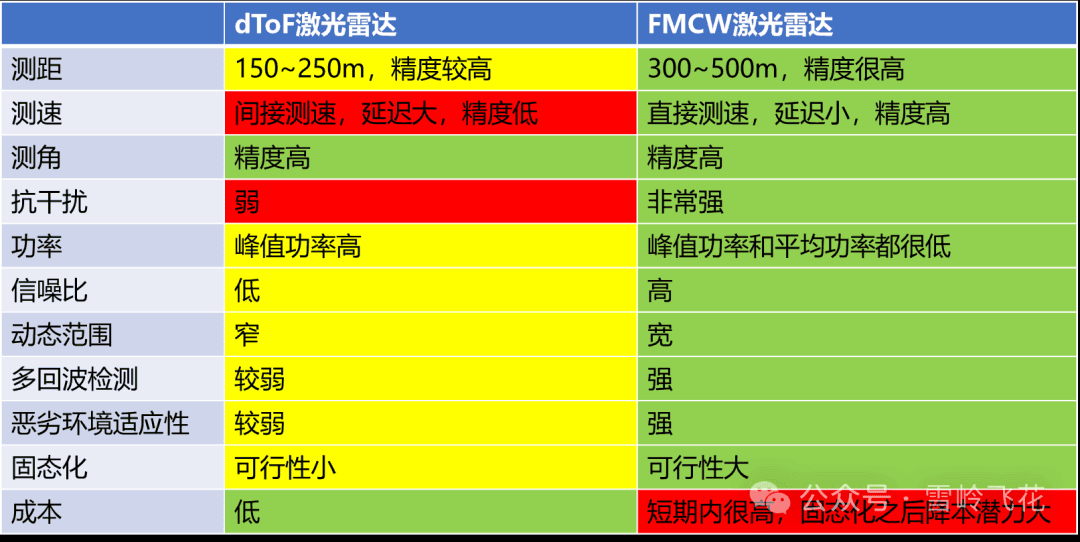 dToF激光雷达 FMCW激光雷达
测距 150~250m，精度较高 300~500m，精度很高
测速 间接测速，延迟大，精度低 直接测速，延迟小，精度高
测角 精度高 精度高
抗干扰 弱 非常强
功率 峰值功率高 峰值功率和平均功率都很低
信噪比 低 高
动态范围 窄 宽
多回波检测 较弱 强
恶劣环境适应性 较弱 强
固态化 可行性小 可行性大
成本 低 短期内很高，固态化之后降本潜力大
公众号·雪岭飞花